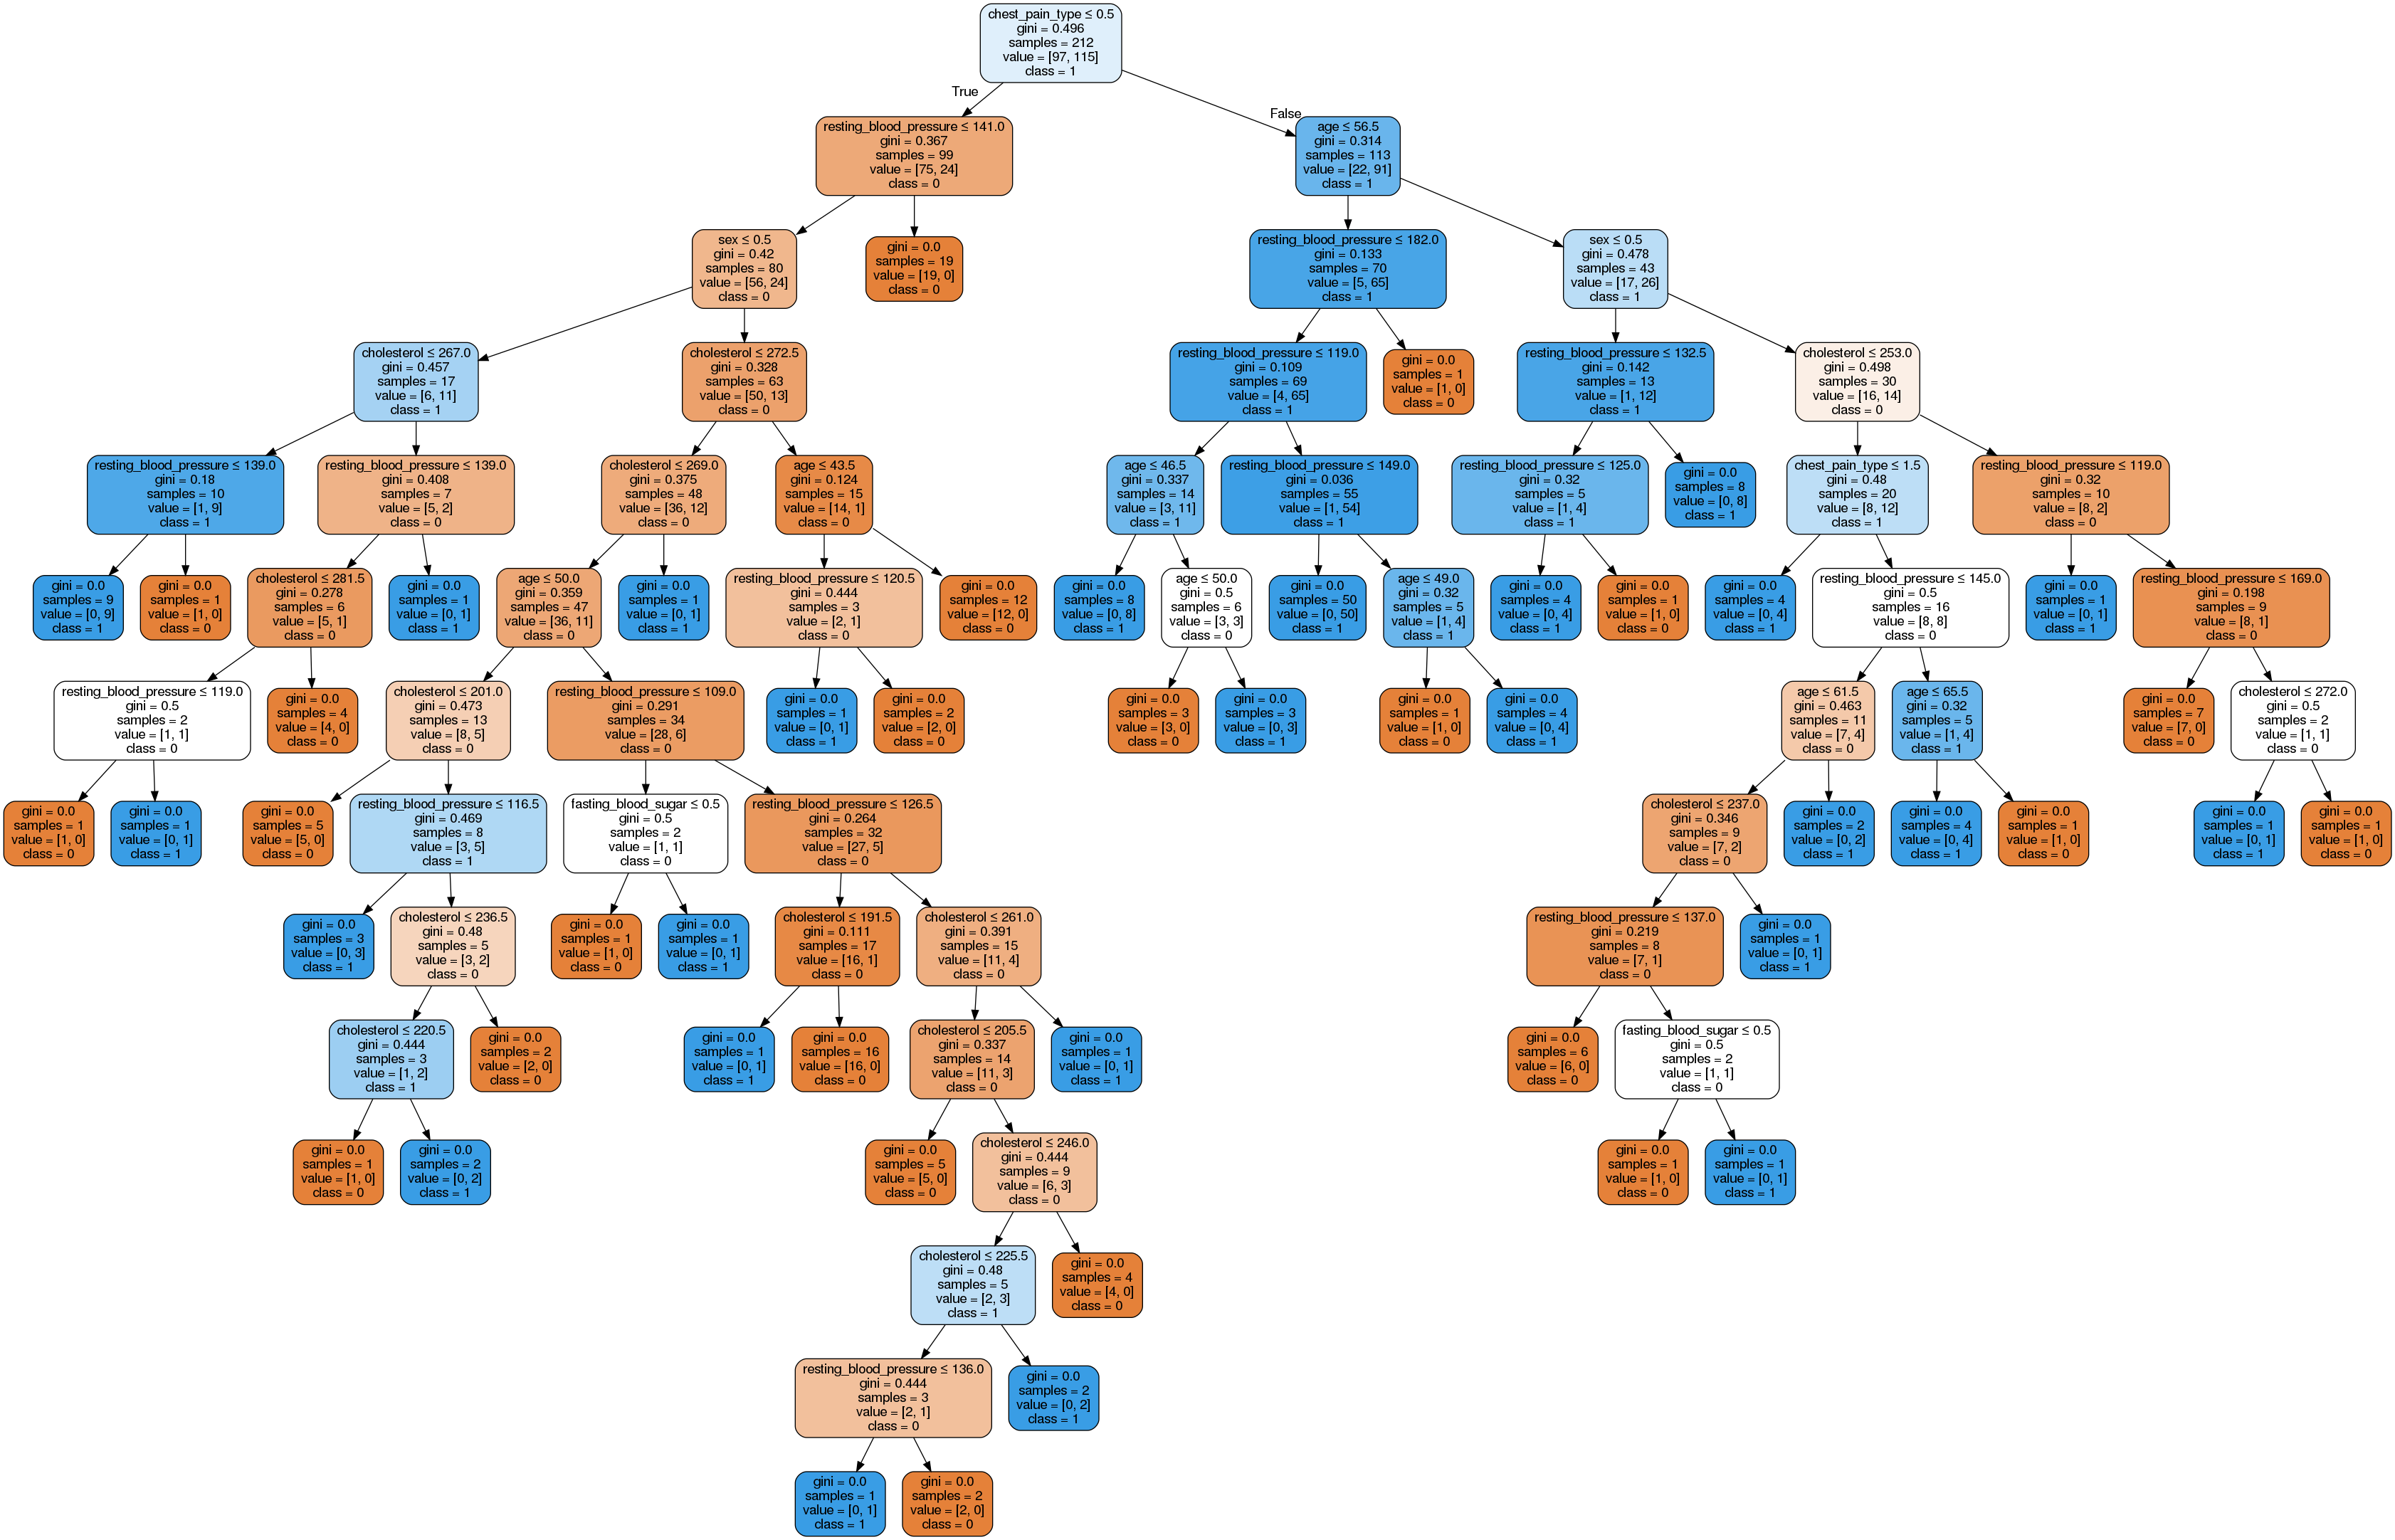 chest_pain_type ≤ 0.5
gini = 0.496
samples = 212
value = [97, 115]
class = 1
True
False
resting_blood_pressure ≤ 141.0
gini = 0.367
samples = 99
value = [75, 24]
class = 0
age ≤ 56.5
gini = 0.314
samples = 113
value = [22, 91]
class = 1
sex ≤ 0.5
gini = 0.42
samples = 80
value = [56, 24]
class = 0
gini = 0.0
samples = 19
value = [19, 0]
class = 0
resting_blood_pressure ≤ 182.0
gini = 0.133
samples = 70
value = [5, 65]
class = 1
sex ≤ 0.5
gini = 0.478
samples = 43
value = [17, 26]
class = 1
cholesterol ≤ 267.0
gini = 0.457
samples = 17
value = [6, 11]
class = 1
cholesterol ≤ 272.5
gini = 0.328
samples = 63
value = [50, 13]
class = 0
resting_blood_pressure ≤ 119.0
gini = 0.109
samples = 69
value = [4, 65]
class = 1
gini = 0.0
samples = 1
value = [1, 0]
class = 0
resting_blood_pressure ≤ 132.5
gini = 0.142
samples = 13
value = [1, 12]
class = 1
cholesterol ≤ 253.0
gini = 0.498
samples = 30
value = [16, 14]
class = 0
resting_blood_pressure ≤ 139.0
gini = 0.18
samples = 10
value = [1, 9]
class = 1
resting_blood_pressure ≤ 139.0
gini = 0.408
samples = 7
value = [5, 2]
class = 0
cholesterol ≤ 269.0
gini = 0.375
samples = 48
value = [36, 12]
class = 0
age ≤ 43.5
gini = 0.124
samples = 15
value = [14, 1]
class = 0
age ≤ 46.5
gini = 0.337
samples = 14
value = [3, 11]
class = 1
resting_blood_pressure ≤ 149.0
gini = 0.036
samples = 55
value = [1, 54]
class = 1
resting_blood_pressure ≤ 125.0
gini = 0.32
samples = 5
value = [1, 4]
class = 1
gini = 0.0
samples = 8
value = [0, 8]
class = 1
chest_pain_type ≤ 1.5
gini = 0.48
samples = 20
value = [8, 12]
class = 1
resting_blood_pressure ≤ 119.0
gini = 0.32
samples = 10
value = [8, 2]
class = 0
gini = 0.0
samples = 9
value = [0, 9]
class = 1
gini = 0.0
samples = 1
value = [1, 0]
class = 0
cholesterol ≤ 281.5
gini = 0.278
samples = 6
value = [5, 1]
class = 0
gini = 0.0
samples = 1
value = [0, 1]
class = 1
age ≤ 50.0
gini = 0.359
samples = 47
value = [36, 11]
class = 0
gini = 0.0
samples = 1
value = [0, 1]
class = 1
resting_blood_pressure ≤ 120.5
gini = 0.444
samples = 3
value = [2, 1]
class = 0
gini = 0.0
samples = 12
value = [12, 0]
class = 0
gini = 0.0
samples = 8
value = [0, 8]
class = 1
age ≤ 50.0
gini = 0.5
samples = 6
value = [3, 3]
class = 0
gini = 0.0
samples = 50
value = [0, 50]
class = 1
age ≤ 49.0
gini = 0.32
samples = 5
value = [1, 4]
class = 1
gini = 0.0
samples = 4
value = [0, 4]
class = 1
gini = 0.0
samples = 1
value = [1, 0]
class = 0
gini = 0.0
samples = 4
value = [0, 4]
class = 1
resting_blood_pressure ≤ 145.0
gini = 0.5
samples = 16
value = [8, 8]
class = 0
gini = 0.0
samples = 1
value = [0, 1]
class = 1
resting_blood_pressure ≤ 169.0
gini = 0.198
samples = 9
value = [8, 1]
class = 0
resting_blood_pressure ≤ 119.0
gini = 0.5
samples = 2
value = [1, 1]
class = 0
gini = 0.0
samples = 4
value = [4, 0]
class = 0
cholesterol ≤ 201.0
gini = 0.473
samples = 13
value = [8, 5]
class = 0
resting_blood_pressure ≤ 109.0
gini = 0.291
samples = 34
value = [28, 6]
class = 0
gini = 0.0
samples = 1
value = [0, 1]
class = 1
gini = 0.0
samples = 2
value = [2, 0]
class = 0
gini = 0.0
samples = 3
value = [3, 0]
class = 0
gini = 0.0
samples = 3
value = [0, 3]
class = 1
gini = 0.0
samples = 1
value = [1, 0]
class = 0
gini = 0.0
samples = 4
value = [0, 4]
class = 1
age ≤ 61.5
gini = 0.463
samples = 11
value = [7, 4]
class = 0
age ≤ 65.5
gini = 0.32
samples = 5
value = [1, 4]
class = 1
gini = 0.0
samples = 7
value = [7, 0]
class = 0
cholesterol ≤ 272.0
gini = 0.5
samples = 2
value = [1, 1]
class = 0
gini = 0.0
samples = 1
value = [1, 0]
class = 0
gini = 0.0
samples = 1
value = [0, 1]
class = 1
gini = 0.0
samples = 5
value = [5, 0]
class = 0
resting_blood_pressure ≤ 116.5
gini = 0.469
samples = 8
value = [3, 5]
class = 1
fasting_blood_sugar ≤ 0.5
gini = 0.5
samples = 2
value = [1, 1]
class = 0
resting_blood_pressure ≤ 126.5
gini = 0.264
samples = 32
value = [27, 5]
class = 0
cholesterol ≤ 237.0
gini = 0.346
samples = 9
value = [7, 2]
class = 0
gini = 0.0
samples = 2
value = [0, 2]
class = 1
gini = 0.0
samples = 4
value = [0, 4]
class = 1
gini = 0.0
samples = 1
value = [1, 0]
class = 0
gini = 0.0
samples = 1
value = [0, 1]
class = 1
gini = 0.0
samples = 1
value = [1, 0]
class = 0
gini = 0.0
samples = 3
value = [0, 3]
class = 1
cholesterol ≤ 236.5
gini = 0.48
samples = 5
value = [3, 2]
class = 0
gini = 0.0
samples = 1
value = [1, 0]
class = 0
gini = 0.0
samples = 1
value = [0, 1]
class = 1
cholesterol ≤ 191.5
gini = 0.111
samples = 17
value = [16, 1]
class = 0
cholesterol ≤ 261.0
gini = 0.391
samples = 15
value = [11, 4]
class = 0
resting_blood_pressure ≤ 137.0
gini = 0.219
samples = 8
value = [7, 1]
class = 0
gini = 0.0
samples = 1
value = [0, 1]
class = 1
cholesterol ≤ 220.5
gini = 0.444
samples = 3
value = [1, 2]
class = 1
gini = 0.0
samples = 2
value = [2, 0]
class = 0
gini = 0.0
samples = 1
value = [0, 1]
class = 1
gini = 0.0
samples = 16
value = [16, 0]
class = 0
cholesterol ≤ 205.5
gini = 0.337
samples = 14
value = [11, 3]
class = 0
gini = 0.0
samples = 1
value = [0, 1]
class = 1
gini = 0.0
samples = 6
value = [6, 0]
class = 0
fasting_blood_sugar ≤ 0.5
gini = 0.5
samples = 2
value = [1, 1]
class = 0
gini = 0.0
samples = 1
value = [1, 0]
class = 0
gini = 0.0
samples = 2
value = [0, 2]
class = 1
gini = 0.0
samples = 5
value = [5, 0]
class = 0
cholesterol ≤ 246.0
gini = 0.444
samples = 9
value = [6, 3]
class = 0
gini = 0.0
samples = 1
value = [1, 0]
class = 0
gini = 0.0
samples = 1
value = [0, 1]
class = 1
cholesterol ≤ 225.5
gini = 0.48
samples = 5
value = [2, 3]
class = 1
gini = 0.0
samples = 4
value = [4, 0]
class = 0
resting_blood_pressure ≤ 136.0
gini = 0.444
samples = 3
value = [2, 1]
class = 0
gini = 0.0
samples = 2
value = [0, 2]
class = 1
gini = 0.0
samples = 1
value = [0, 1]
class = 1
gini = 0.0
samples = 2
value = [2, 0]
class = 0